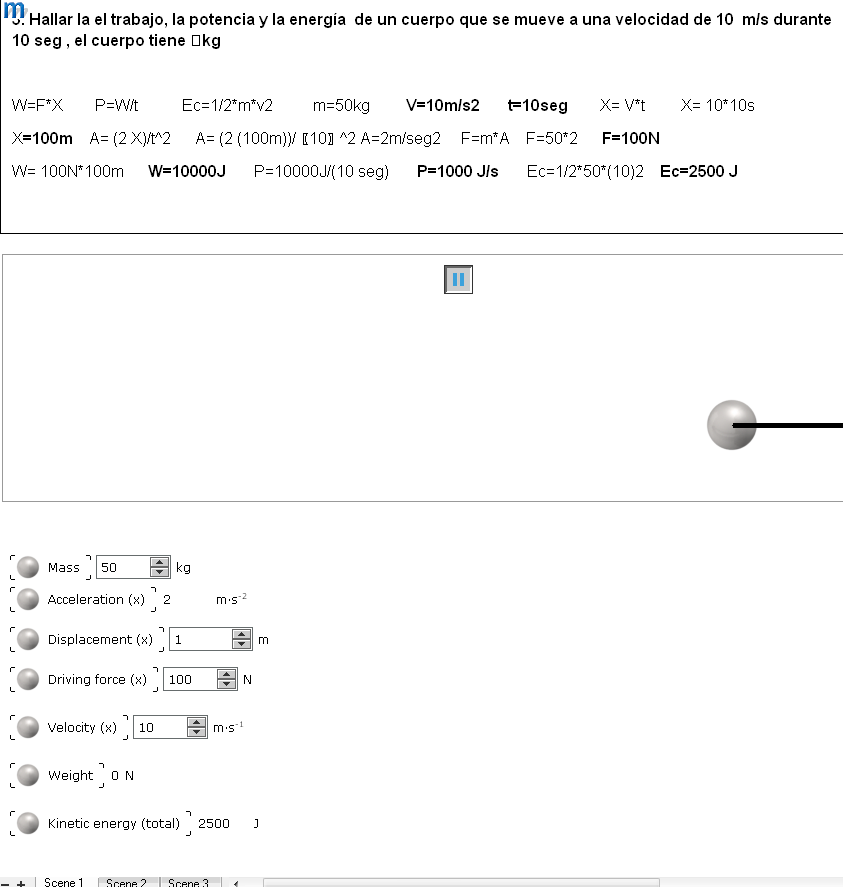 m
5. Hallar la el trabajo, la potencia y la energía de un cuerpo que se mueve a una velocidad de 10 m/s durante
10 seg , el cuerpo tiene □kg
W=F*X P=W/t Ec=1/2*m*v2 m=50kg V=10m/s2 t=10seg X= V*t X= 10*10s
X=100m A= (2 X)/t^2 A= (2 (100m))/ 〖10〗 ^2 A=2m/seg2 F=m*A F=50*2 F=100N
W= 100N*100m W=10000J P=10000J/(10 seg) P=1000 J/s Ec=1/2*50*(10)2 Ec=2500 J
Mass 50 kg
Acceleration (x) 2 m·s-2
Displacement (x) 1 m
Driving force (x) 100 N
Velocity (x) 10 m·s-1
Weight 0 N
Kinetic energy (total) 2500 J
Scene 1 Scene 2 Scene 3